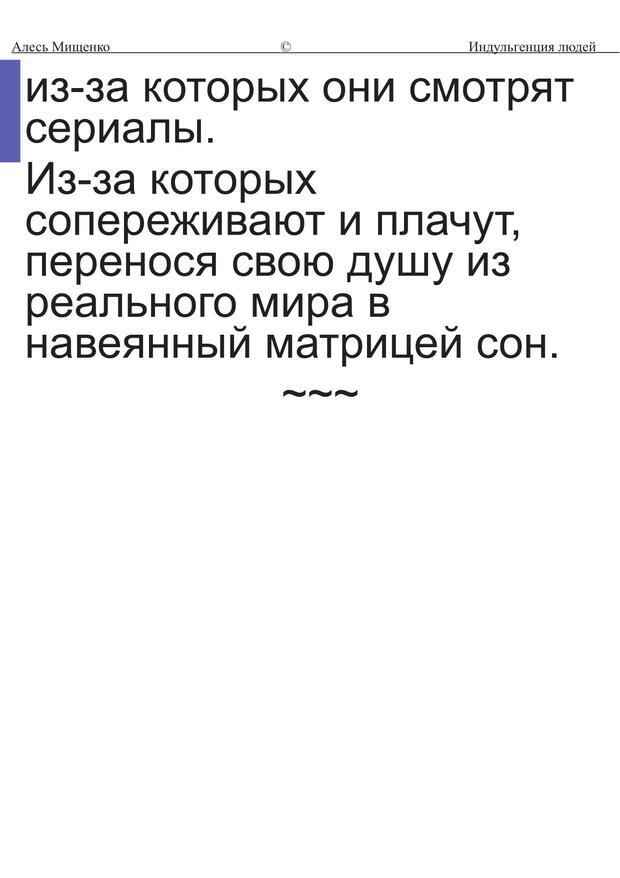 Алесь Мищенко © Индульгенция людей
из-за которых они смотрят
сериалы.
Из-за которых
сопереживают и плачут,
перенося свою душу из
реального мира в
навеянный матрицей сон.
~~~